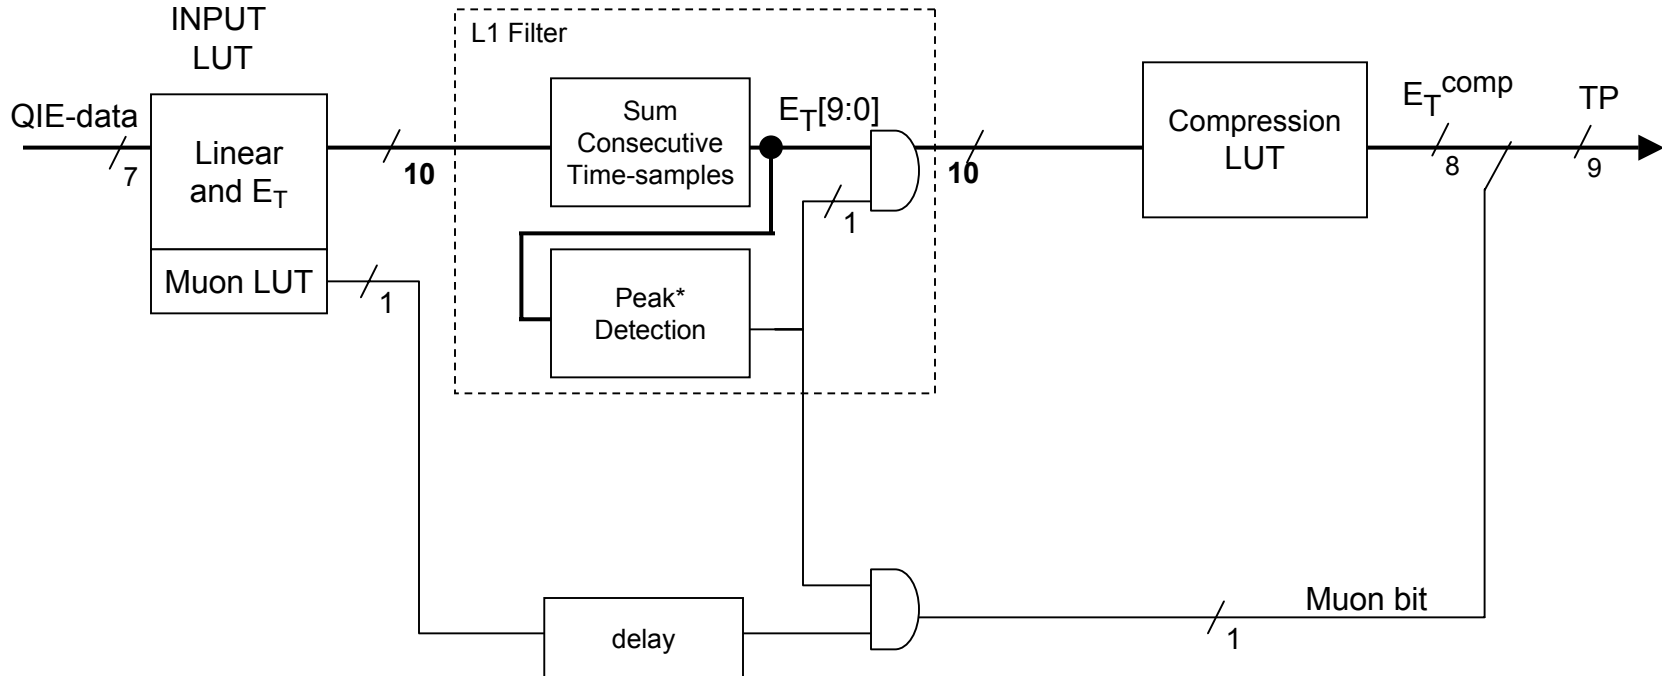 INPUT
LUT
L1 Filter
QIE-data
7
Linear
and E_T
10
Sum
Consecutive
Time-samples
E_T[9:0]
10
Compression
LUT
E_T^comp
8
TP
9
1
Muon LUT
1
Peak*
Detection
delay
Muon bit
1